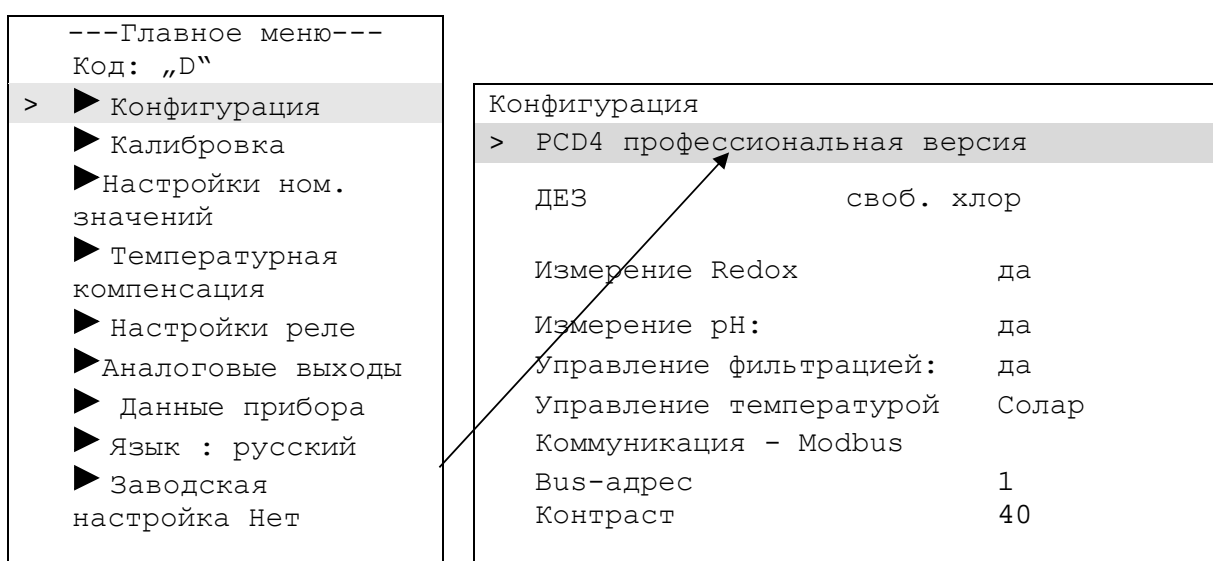 ---Главное меню---
Код: „D“
> ► Конфигурация
► Калибровка
►Настройки ном.
значений
► Температурная
компенсация
► Настройки реле
►Аналоговые выходы
► Данные прибора
► Язык : русский
► Заводская
настройка Нет
Конфигурация
> PCD4 профессиональная версия
ДЕЗ своб. хлор
Измерение Redox да
Измерение pH: да
Управление фильтрацией: да
Управление температурой Солар
Коммуникация - Modbus
Bus-адрес 1
Контраст 40